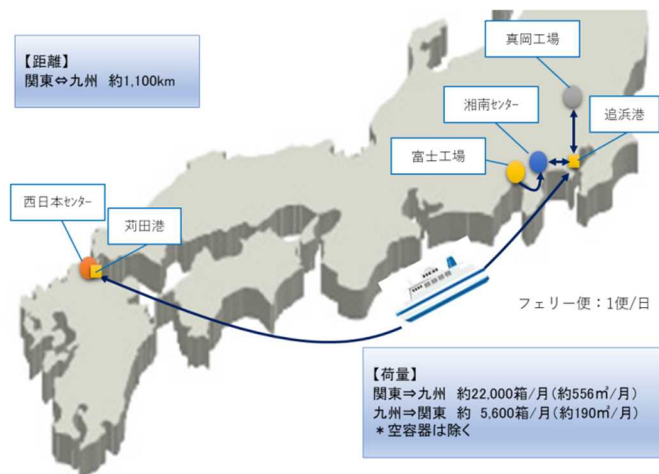 【距離】
関東⇔九州 約1,100km
真岡工場
湘南ｾﾝﾀｰ
追浜港
富士工場
西日本ｾﾝﾀｰ
苅田港
フェリー便：1便/日
【荷量】
関東⇒九州 約22,000箱/月(約556㎥/月)
九州⇒関東 約 5,600箱/月(約190㎥/月)
＊空容器は除く